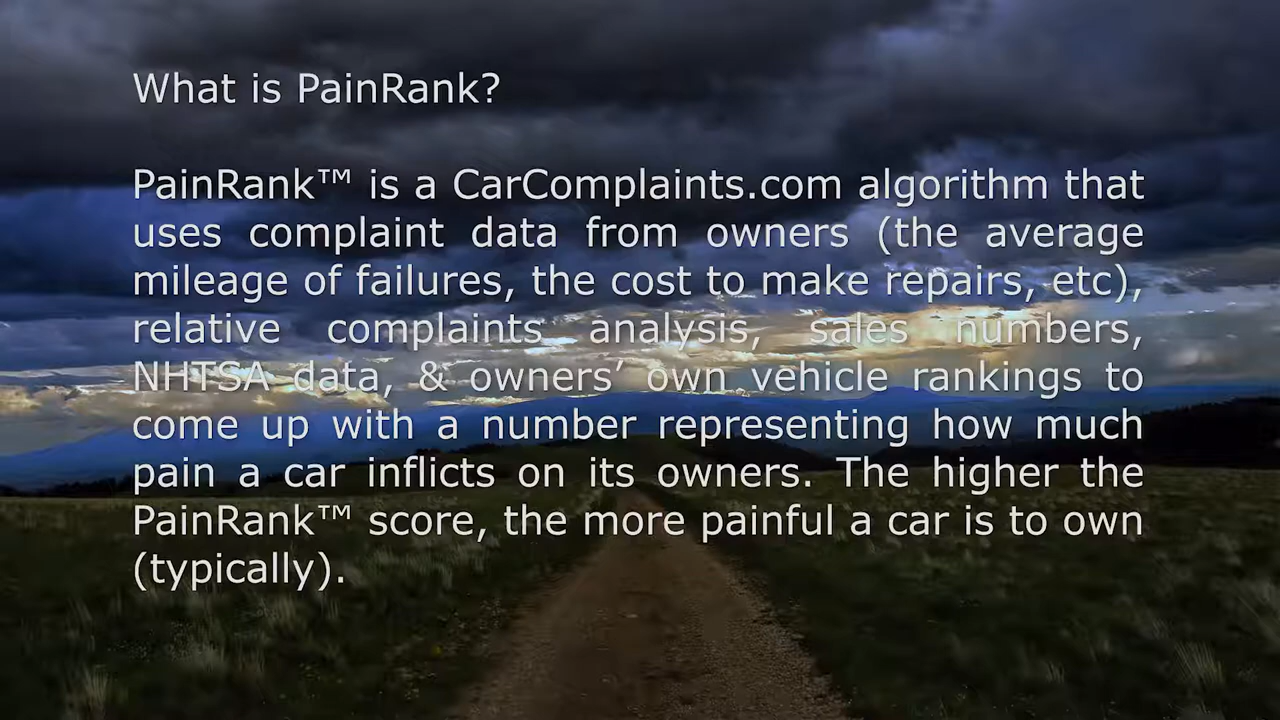 What is PainRank?
PainRank™ is a CarComplaints.com algorithm that
uses complaint data from owners (the average
mileage of failures, the cost to make repairs, etc),
relative complaints analysis, sales numbers,
NHTSA data, & owners’ own vehicle rankings to
come up with a number representing how much
pain a car inflicts on its owners. The higher the
PainRank™ score, the more painful a car is to own
(typically).